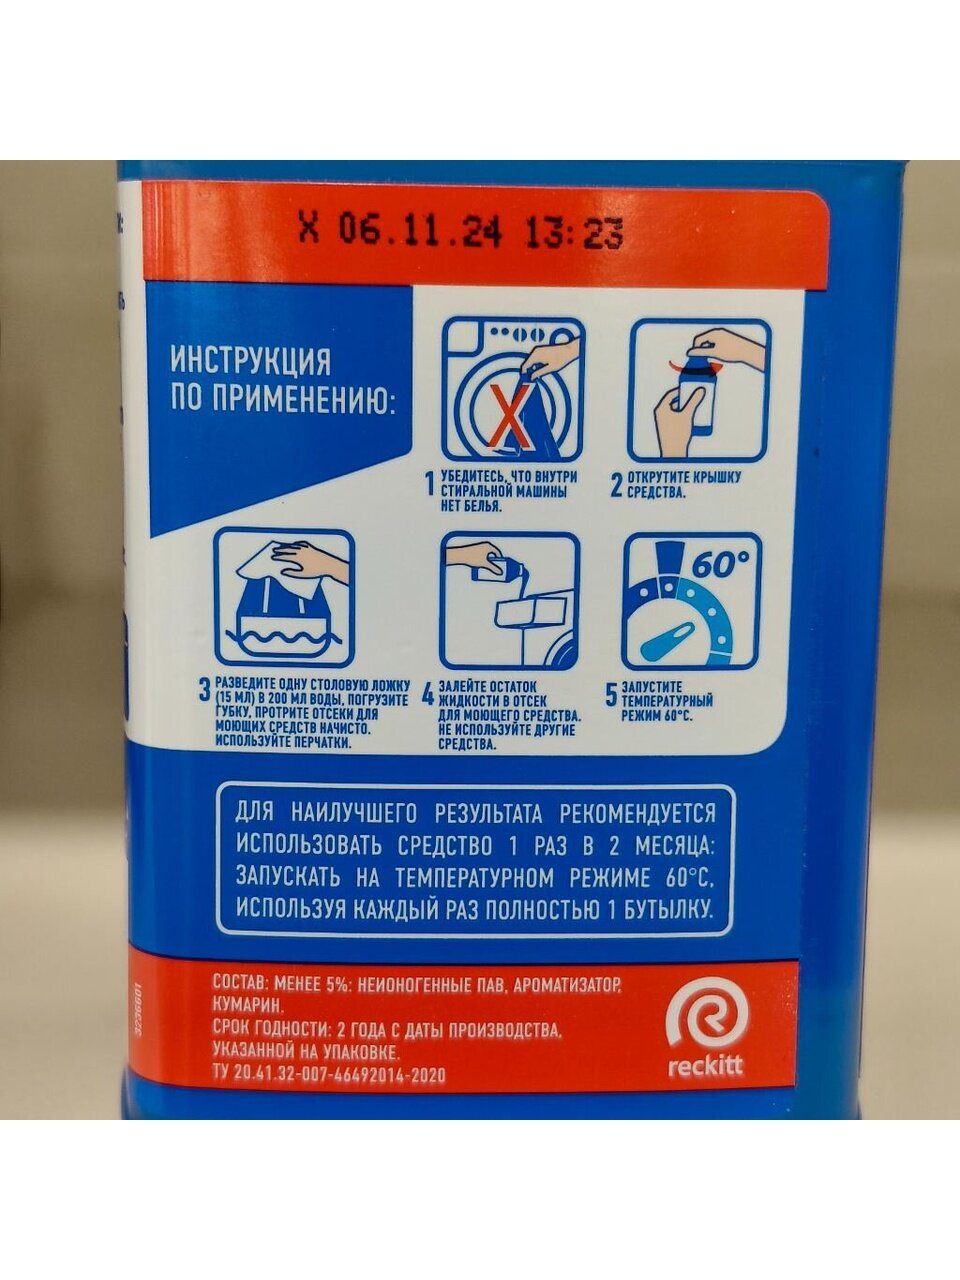 X 06.11.24 13:23
ИНСТРУКЦИЯ
ПО ПРИМЕНЕНИЮ:
1 УБЕДИТЕСЬ, ЧТО ВНУТРИ
СТИРАЛЬНОЙ МАШИНЫ
НЕТ БЕЛЬЯ.
2 ОТКРУТИТЕ КРЫШКУ
СРЕДСТВА.
60°
3 РАЗВЕДИТЕ ОДНУ СТОЛОВУЮ ЛОЖКУ
(15 МЛ) В 200 МЛ ВОДЫ, ПОГРУЗИТЕ
ГУБКУ, ПРОТРИТЕ ОТСЕКИ ДЛЯ
МОЮЩИХ СРЕДСТВ НАЧИСТО.
ИСПОЛЬЗУЙТЕ ПЕРЧАТКИ.
4 ЗАЛЕЙТЕ ОСТАТОК
ЖИДКОСТИ В ОТСЕК
ДЛЯ МОЮЩЕГО СРЕДСТВА.
НЕ ИСПОЛЬЗУЙТЕ ДРУГИЕ
СРЕДСТВА.
5 ЗАПУСТИТЕ
ТЕМПЕРАТУРНЫЙ
РЕЖИМ 60°С.
ДЛЯ НАИЛУЧШЕГО РЕЗУЛЬТАТА РЕКОМЕНДУЕТСЯ
ИСПОЛЬЗОВАТЬ СРЕДСТВО 1 РАЗ В 2 МЕСЯЦА:
ЗАПУСКАТЬ НА ТЕМПЕРАТУРНОМ РЕЖИМЕ 60°С,
ИСПОЛЬЗУЯ КАЖДЫЙ РАЗ ПОЛНОСТЬЮ 1 БУТЫЛКУ.
СОСТАВ: МЕНЕЕ 5%: НЕИОНОГЕННЫЕ ПАВ, АРОМАТИЗАТОР,
КУМАРИН.
СРОК ГОДНОСТИ: 2 ГОДА С ДАТЫ ПРОИЗВОДСТВА,
УКАЗАННОЙ НА УПАКОВКЕ.
ТУ 20.41.32-007-46492014-2020
reckitt
3236601